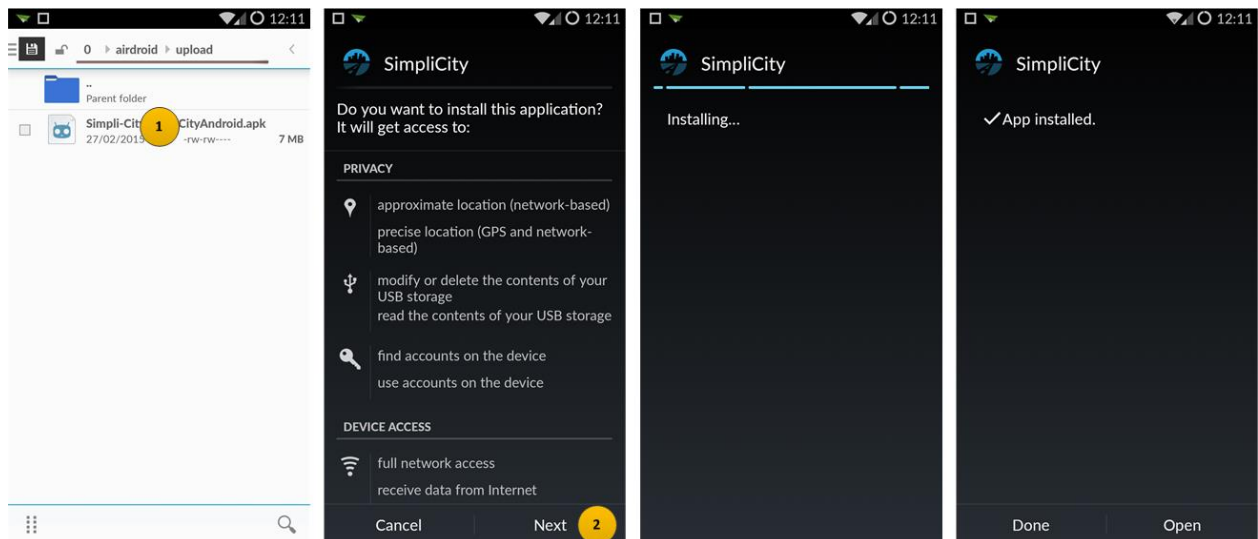 12:11
0 airdroid upload
..
Parent folder
Simpli-Cit 1 CityAndroid.apk
27/02/2015 -rw-rw---- 7 MB
12:11
SimpliCity
Do you want to install this application?
It will get access to:
PRIVACY
approximate location (network-based)
precise location (GPS and network-
based)
modify or delete the contents of your
USB storage
read the contents of your USB storage
find accounts on the device
use accounts on the device
DEVICE ACCESS
full network access
receive data from Internet
Cancel Next 2
12:11
SimpliCity
Installing...
12:11
SimpliCity
✓App installed.
Done Open